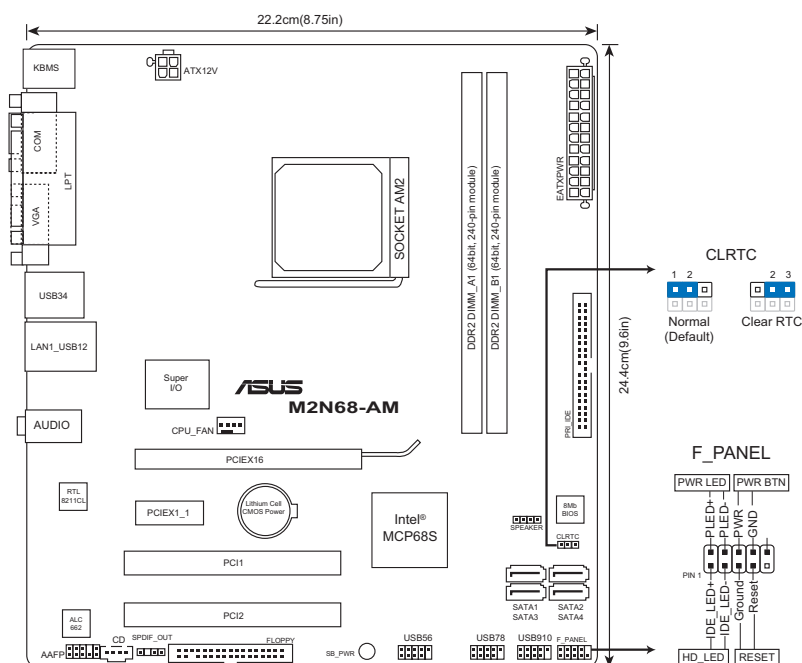 22.2cm(8.75in)
KBMS
ATX12V
COM
LPT
VGA
SOCKET AM2
DDR2 DIMM_A1 (64bit, 240-pin module)
DDR2 DIMM_B1 (64bit, 240-pin module)
EATXPWR
24.4cm(9.6in)
CLRTC
1 2
2 3
Normal
(Default)
Clear RTC
USB34
LAN1_USB12
Super
I/O
ASUS
M2N68-AM
PRI_IDE
AUDIO
CPU_FAN
PCIEX16
F_PANEL
PWR LED
PWR BTN
PLED+
PLED-
PWR
GND
PIN 1
IDE_LED+
IDE_LED-
Ground
Reset
HD_LED
RESET
RTL
8211CL
PCIEX1_1
Lithium Cell
CMOS Power
Intel®
MCP68S
8Mb
BIOS
SPEAKER
CLRTC
PCI1
SATA1
SATA3
SATA2
SATA4
PCI2
ALC
662
AAFP
CD
SPDIF_OUT
FLOPPY
SB_PWR
USB56
USB78
USB910
F_PANEL